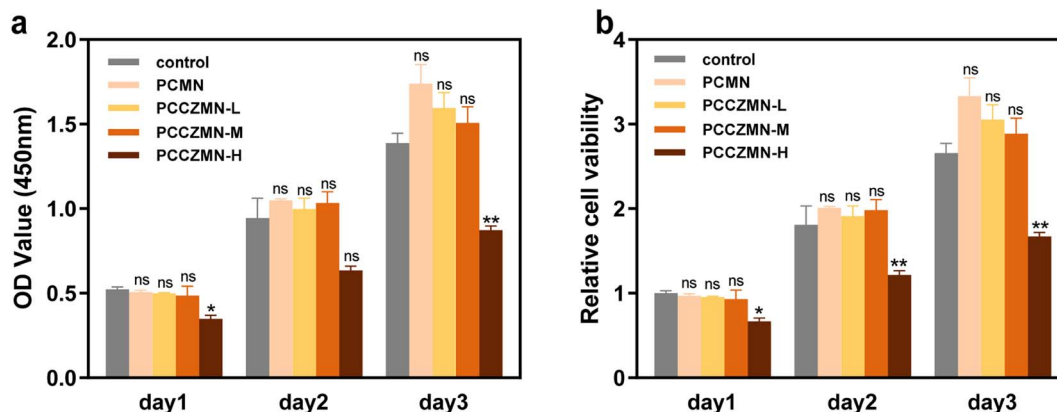 a
OD Value (450nm)
2.0
1.5
1.0
0.5
0.0
control
PCMN
PCCZMN-L
PCCZMN-M
PCCZMN-H
ns
ns
ns
*
ns
ns
ns
ns
ns
ns
ns
**
day1
day2
day3
b
Relative cell vaibility
4
3
2
1
0
control
PCMN
PCCZMN-L
PCCZMN-M
PCCZMN-H
ns
ns
ns
*
ns
ns
ns
**
ns
ns
ns
**
day1
day2
day3